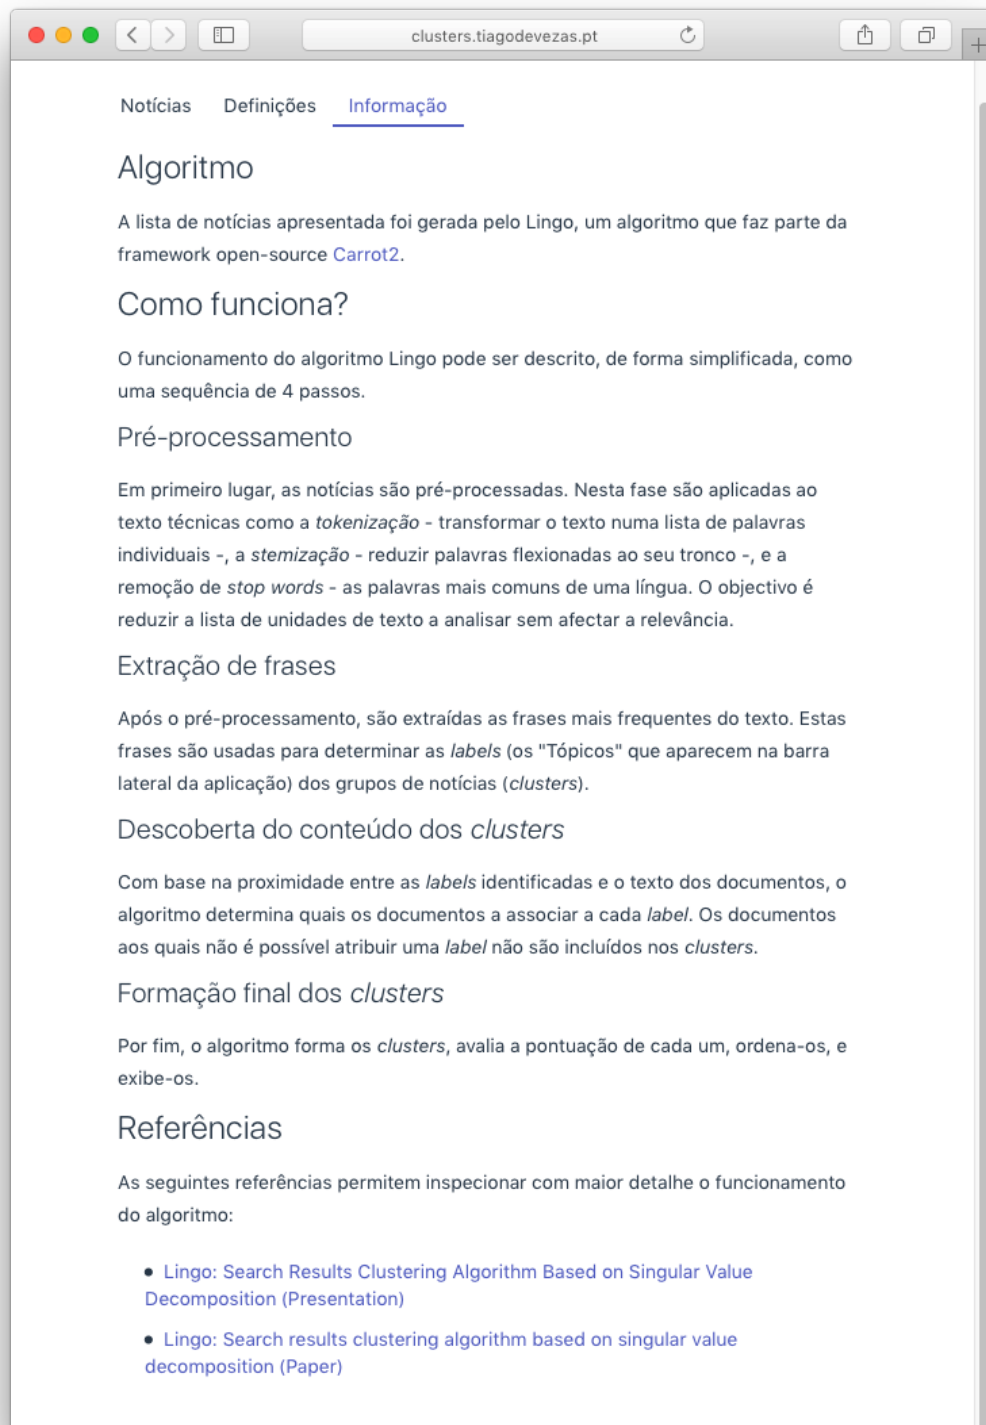 clusters.tiagodevezas.pt
Notícias Definições Informação
Algoritmo
A lista de notícias apresentada foi gerada pelo Lingo, um algoritmo que faz parte da
framework open-source Carrot2.
Como funciona?
O funcionamento do algoritmo Lingo pode ser descrito, de forma simplificada, como
uma sequência de 4 passos.
Pré-processamento
Em primeiro lugar, as notícias são pré-processadas. Nesta fase são aplicadas ao
texto técnicas como a tokenização - transformar o texto numa lista de palavras
individuais -, a stemização - reduzir palavras flexionadas ao seu tronco -, e a
remoção de stop words - as palavras mais comuns de uma língua. O objectivo é
reduzir a lista de unidades de texto a analisar sem afectar a relevância.
Extração de frases
Após o pré-processamento, são extraídas as frases mais frequentes do texto. Estas
frases são usadas para determinar as labels (os "Tópicos" que aparecem na barra
lateral da aplicação) dos grupos de notícias (clusters).
Descoberta do conteúdo dos clusters
Com base na proximidade entre as labels identificadas e o texto dos documentos, o
algoritmo determina quais os documentos a associar a cada label. Os documentos
aos quais não é possível atribuir uma label não são incluídos nos clusters.
Formação final dos clusters
Por fim, o algoritmo forma os clusters, avalia a pontuação de cada um, ordena-os, e
exibe-os.
Referências
As seguintes referências permitem inspecionar com maior detalhe o funcionamento
do algoritmo:
• Lingo: Search Results Clustering Algorithm Based on Singular Value
Decomposition (Presentation)
• Lingo: Search results clustering algorithm based on singular value
decomposition (Paper)